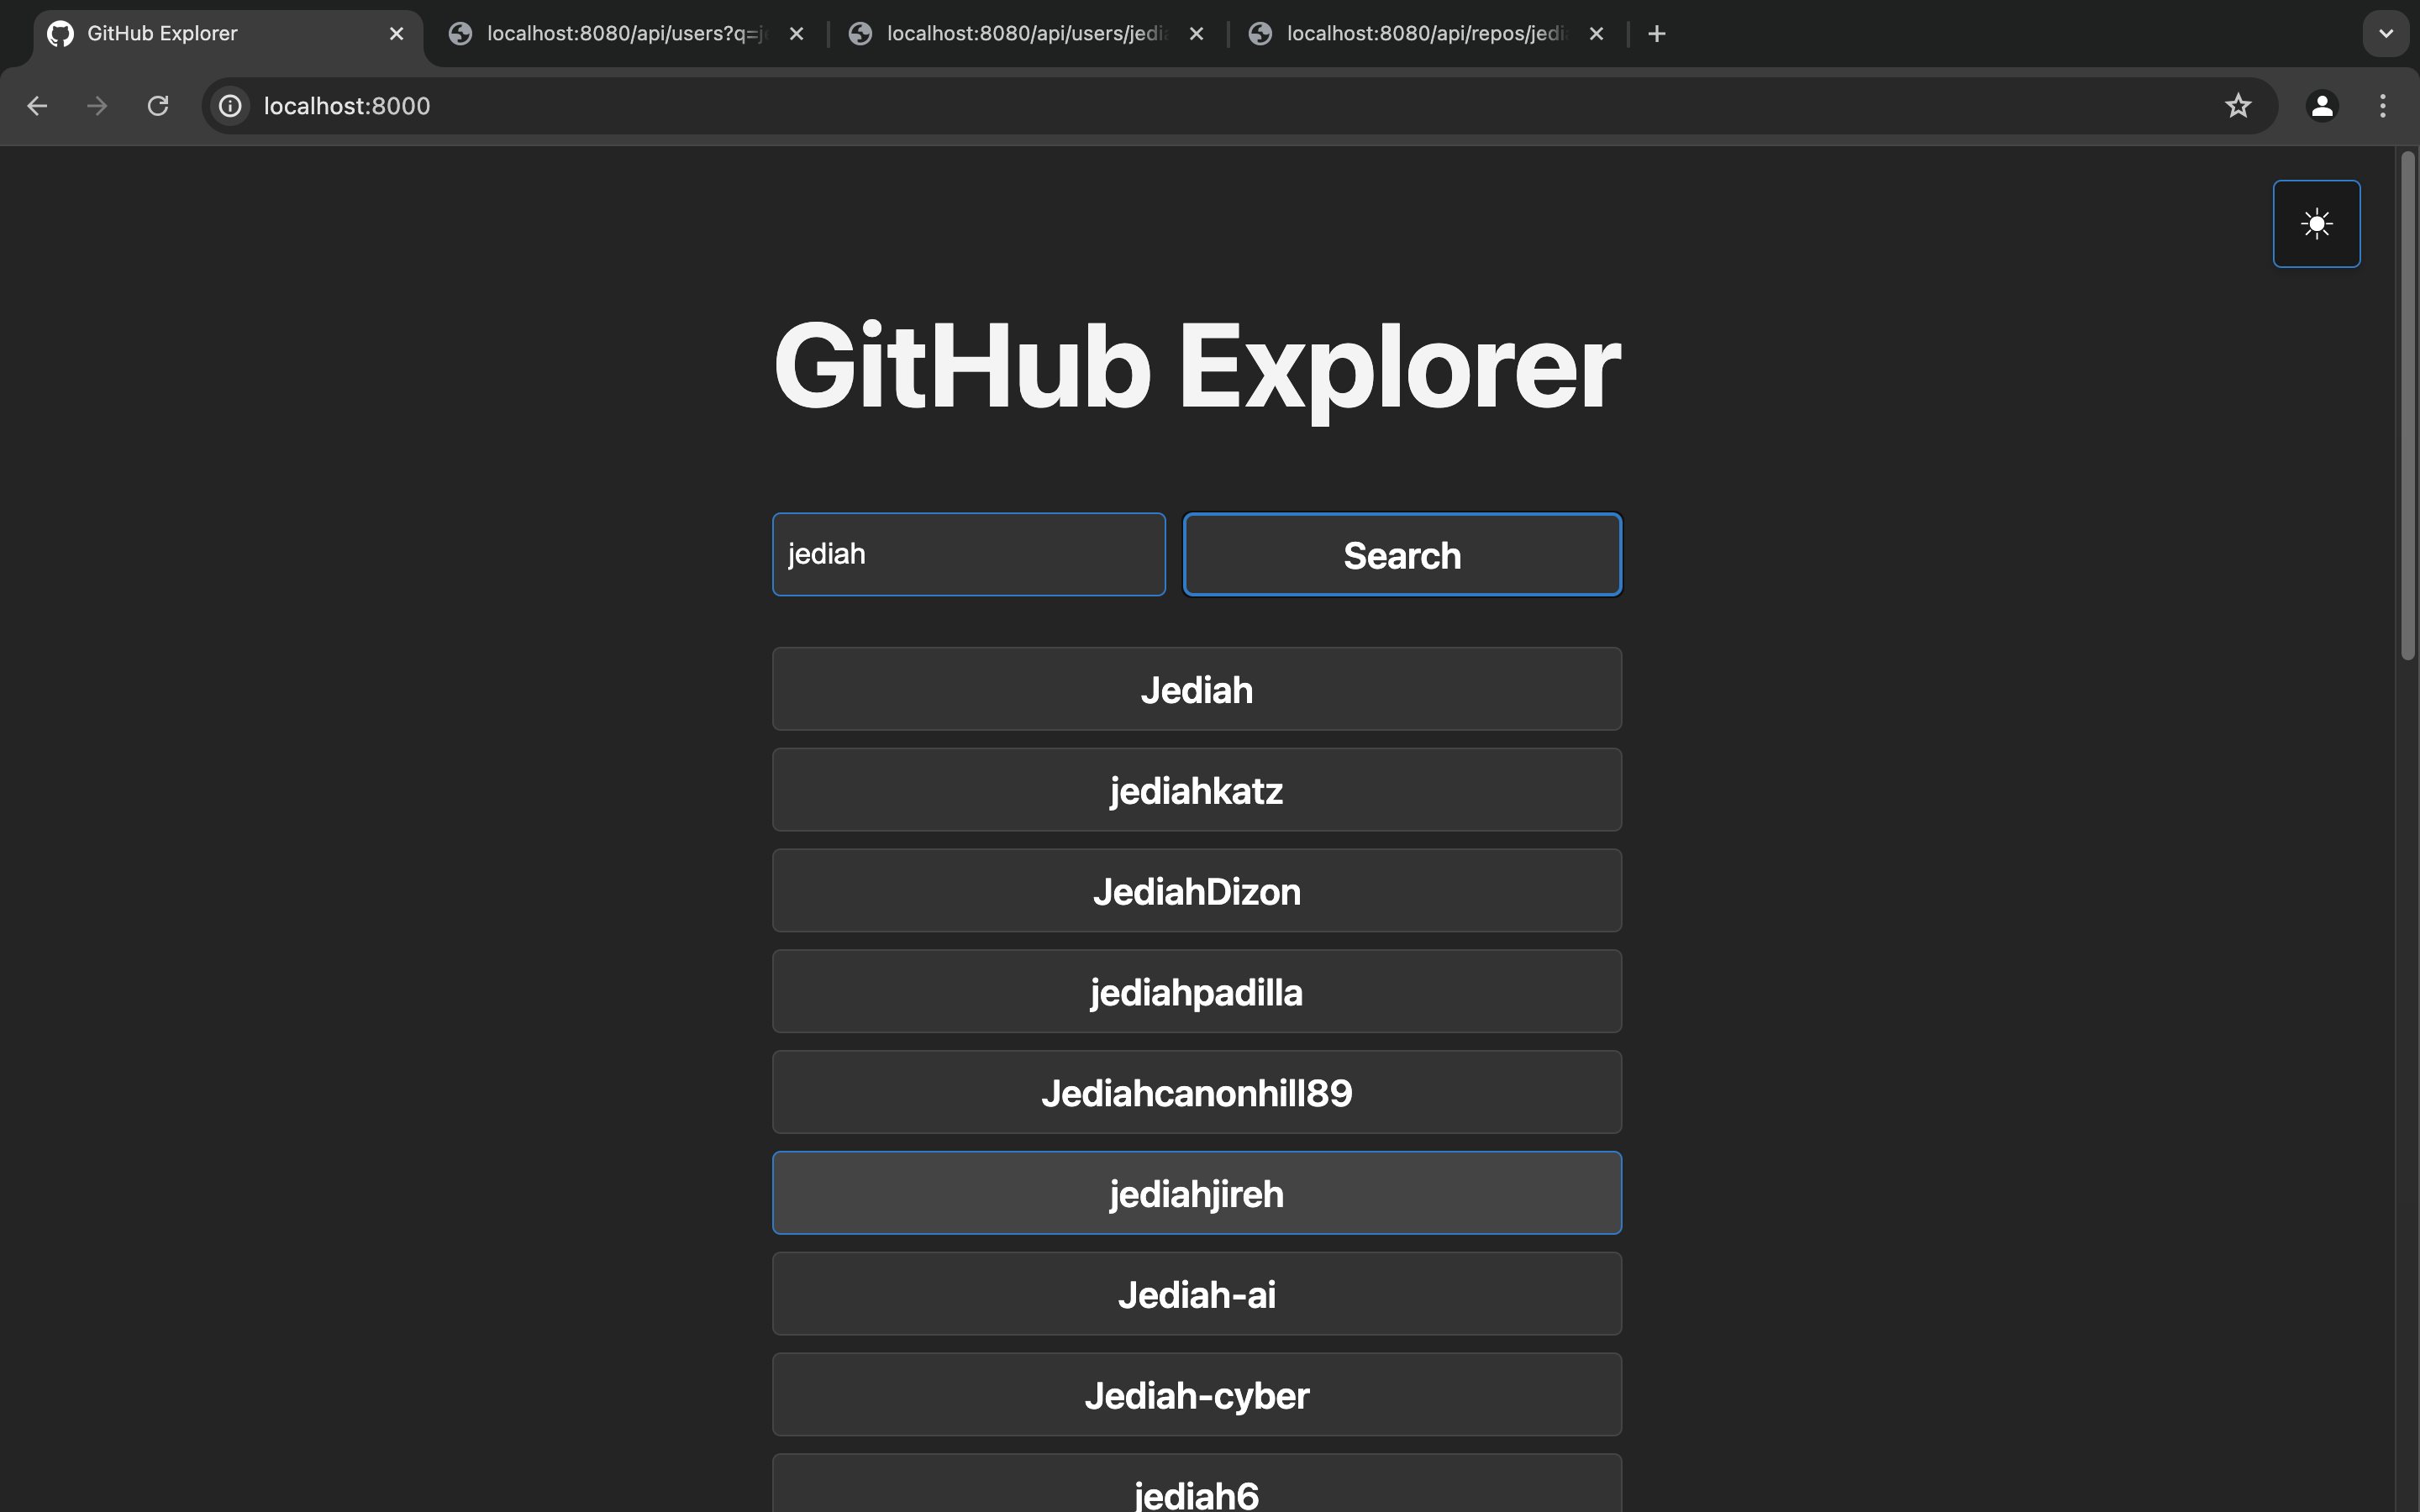 GitHub Explorer
localhost:8080/api/users?q=j
localhost:8080/api/users/jedi
localhost:8080/api/repos/jedi
localhost:8000
GitHub Explorer
jediah
Search
Jediah
jediahkatz
JediahDizon
jediahpadilla
Jediahcanonhill89
jediahjireh
Jediah-ai
Jediah-cyber
jediah6